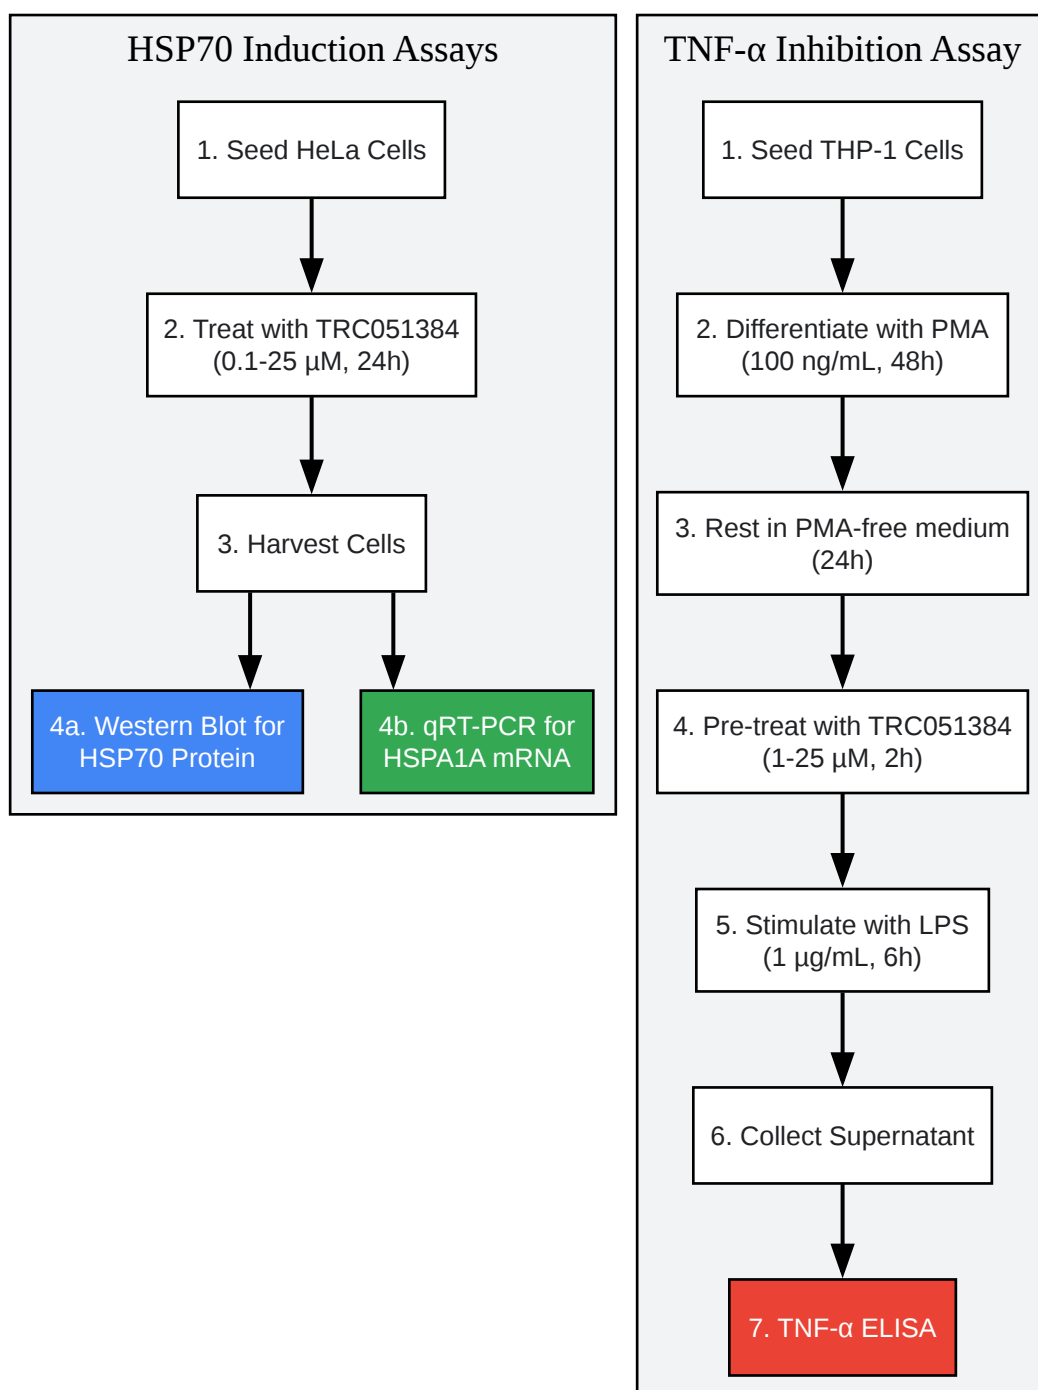 HSP70 Induction Assays
1. Seed HeLa Cells
2. Treat with TRC051384
(0.1-25 µM, 24h)
3. Harvest Cells
4a. Western Blot for
HSP70 Protein
4b. qRT-PCR for
HSPA1A mRNA
TNF-α Inhibition Assay
1. Seed THP-1 Cells
2. Differentiate with PMA
(100 ng/mL, 48h)
3. Rest in PMA-free medium
(24h)
4. Pre-treat with TRC051384
(1-25 µM, 2h)
5. Stimulate with LPS
(1 µg/mL, 6h)
6. Collect Supernatant
7. TNF-α ELISA